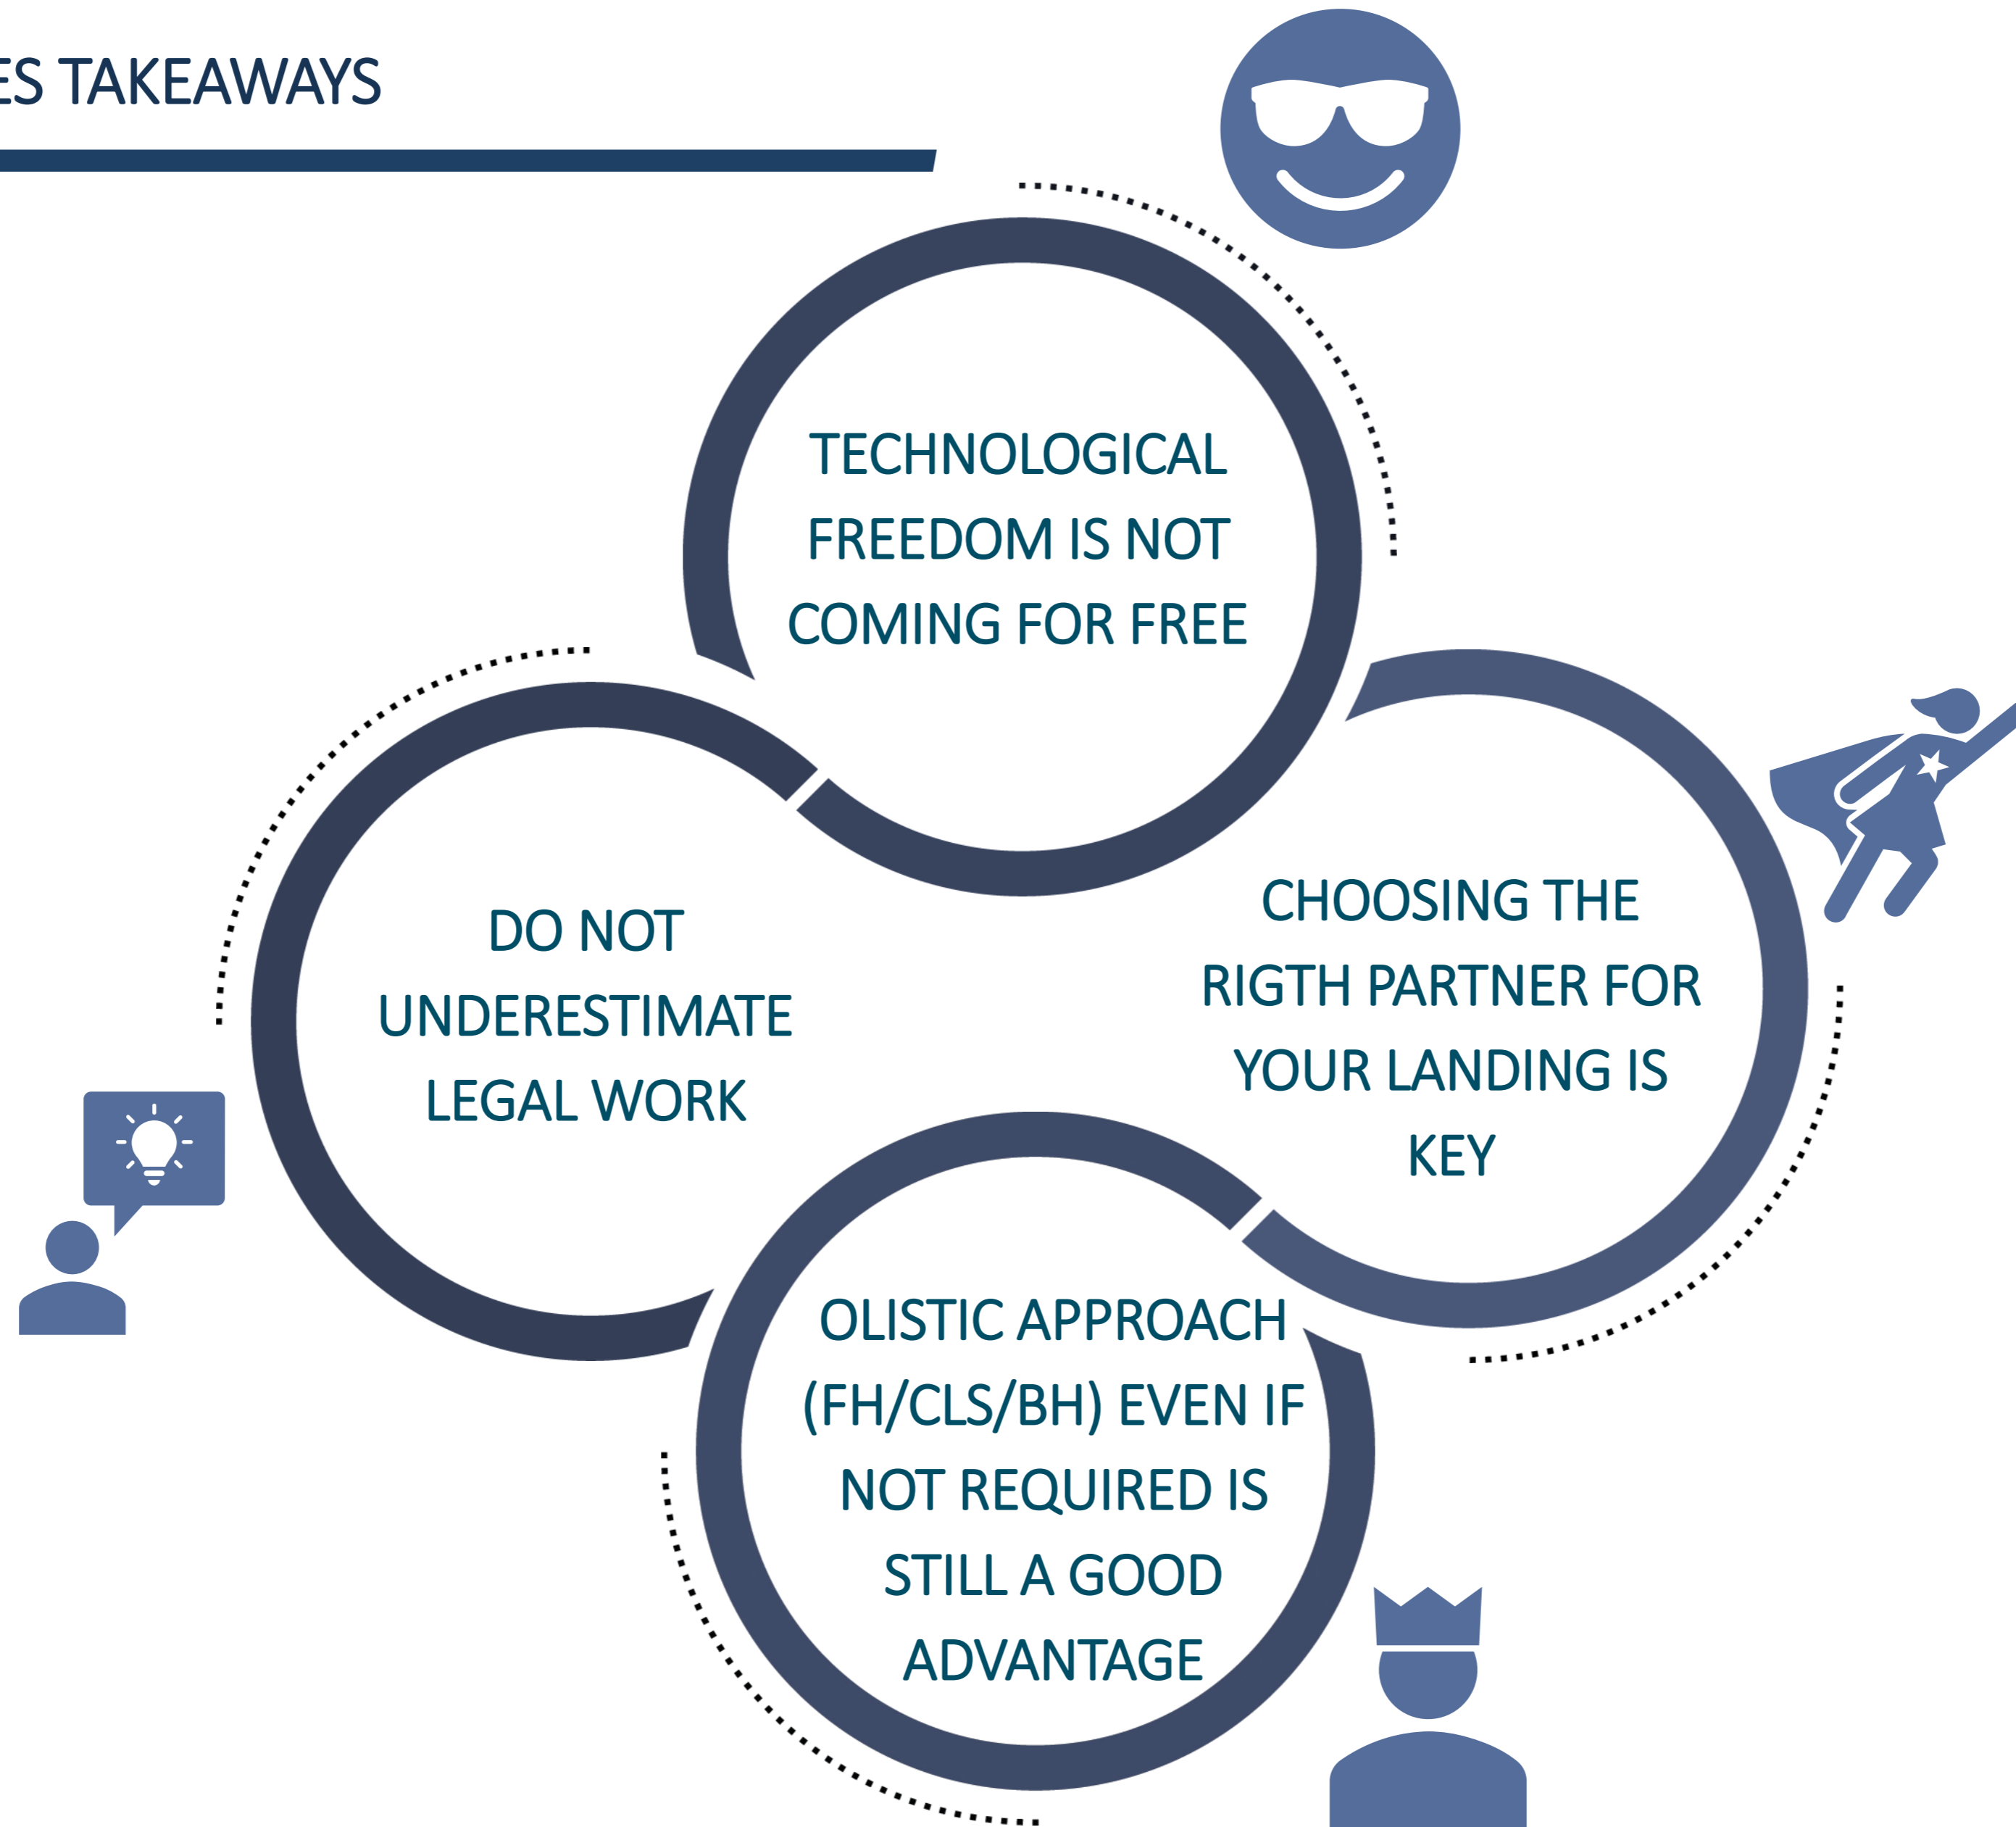 ES TAKEAWAYS
TECHNOLOGICAL
FREEDOM IS NOT
COMING FOR FREE
DO NOT
UNDERESTIMATE
LEGAL WORK
CHOOSING THE
RIGTH PARTNER FOR
YOUR LANDING IS
KEY
OLISTIC APPROACH
(FH/CLS/BH) EVEN IF
NOT REQUIRED IS
STILL A GOOD
ADVANTAGE